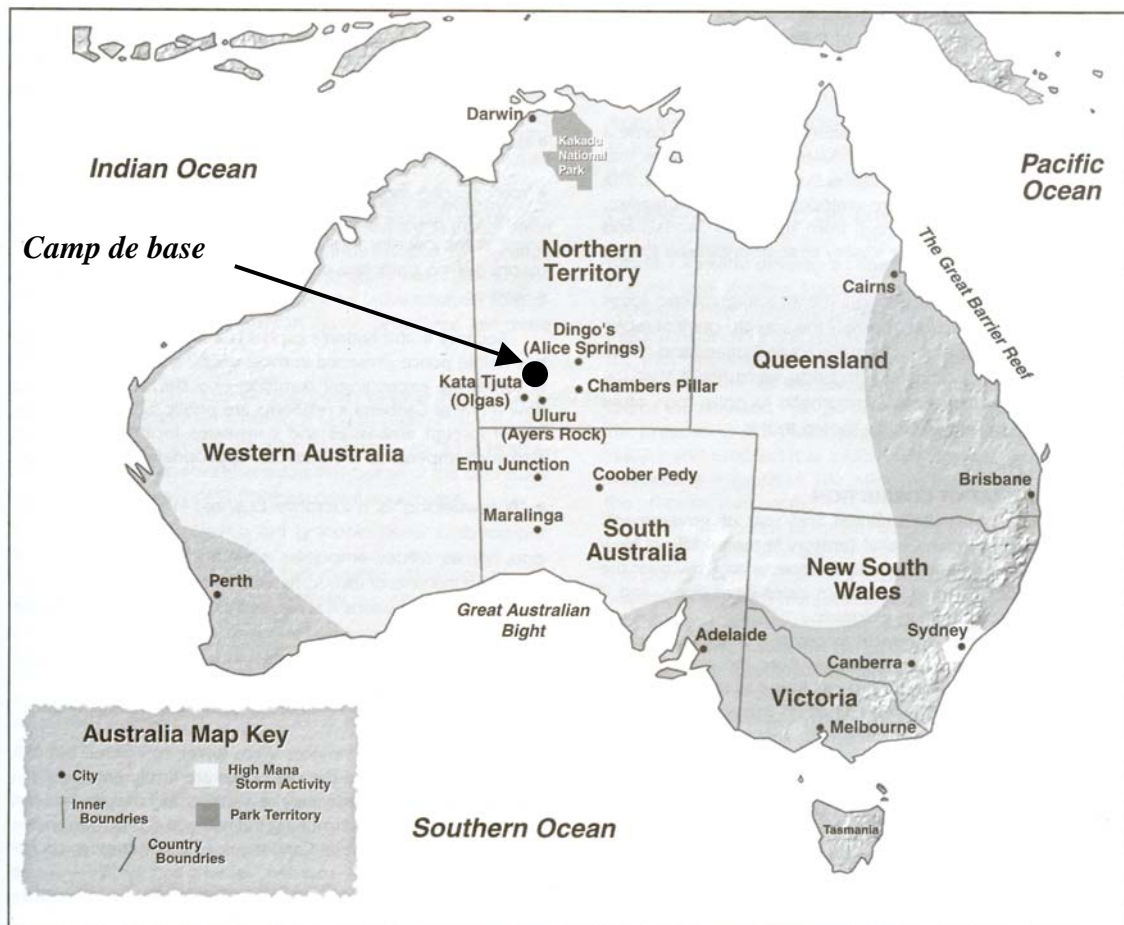 Darwin
Kakadu
National
Park
Indian Ocean
Pacific
Ocean
Camp de base
Northern
Territory
The Great Barrier Reef
Cairns
Dingo's
(Alice Springs)
Queensland
Kata Tjuta
(Olgas)
Chambers Pillar
Uluru
(Ayers Rock)
Western Australia
Emu Junction
Coober Pedy
Brisbane
Maralinga
South
Australia
New South
Wales
Perth
Great Australian
Bight
Adelaide
Sydney
Canberra
Victoria
Melbourne
Australia Map Key
City
High Mana
Storm Activity
Inner
Boundries
Park Territory
Country
Boundries
Southern Ocean
Tasmania